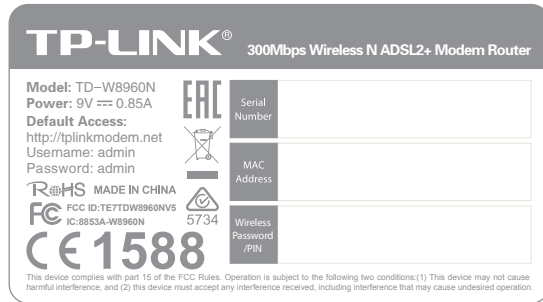 TP-LINK®
300Mbps Wireless N ADSL2+ Modem Router
Model: TD-W8960N
Power: 9V ⎓ 0.85A
Default Access:
http://tplinkmodem.net
Username: admin
Password: admin
RoHS MADE IN CHINA
FC FCC ID:TE7TDW8960NV5
IC:8853A-W8960N
CE 1588
EAC
5734
Serial
Number
MAC
Address
Wireless
Password
/PIN
This device complies with part 15 of the FCC Rules. Operation is subject to the following two conditions:(1) This device may not cause
harmful interference, and (2) this device must accept any interference received, including interference that may cause undesired operation.